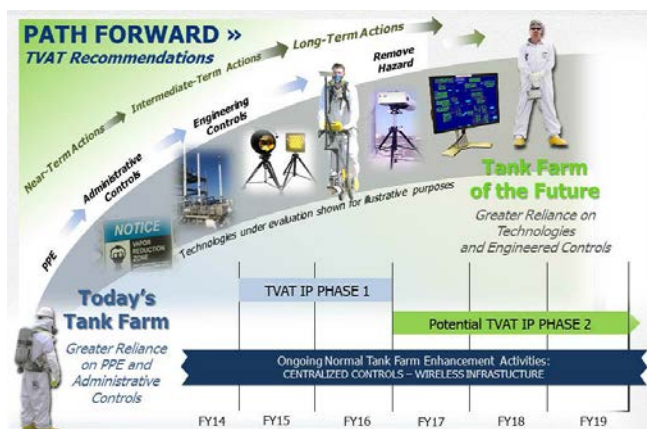 PATH FORWARD »
TVAT Recommendations
Near-Term Actions
Intermediate-Term Actions
Long-Term Actions
PPE
Administrative
Controls
Engineering
Controls
Remove
Hazard
NOTICE
VAPOR
REDUCTION
ZONE
Technologies under evaluation shown for illustrative purposes
Tank Farm
of the Future
Greater Reliance on
Technologies
and Engineered Controls
Today's
Tank Farm
Greater Reliance
on PPE and
Administrative
Controls
TVAT IP PHASE 1
Potential TVAT IP PHASE 2
Ongoing Normal Tank Farm Enhancement Activities:
CENTRALIZED CONTROLS – WIRELESS INFRASTUCTURE
FY14
FY15
FY16
FY17
FY18
FY19